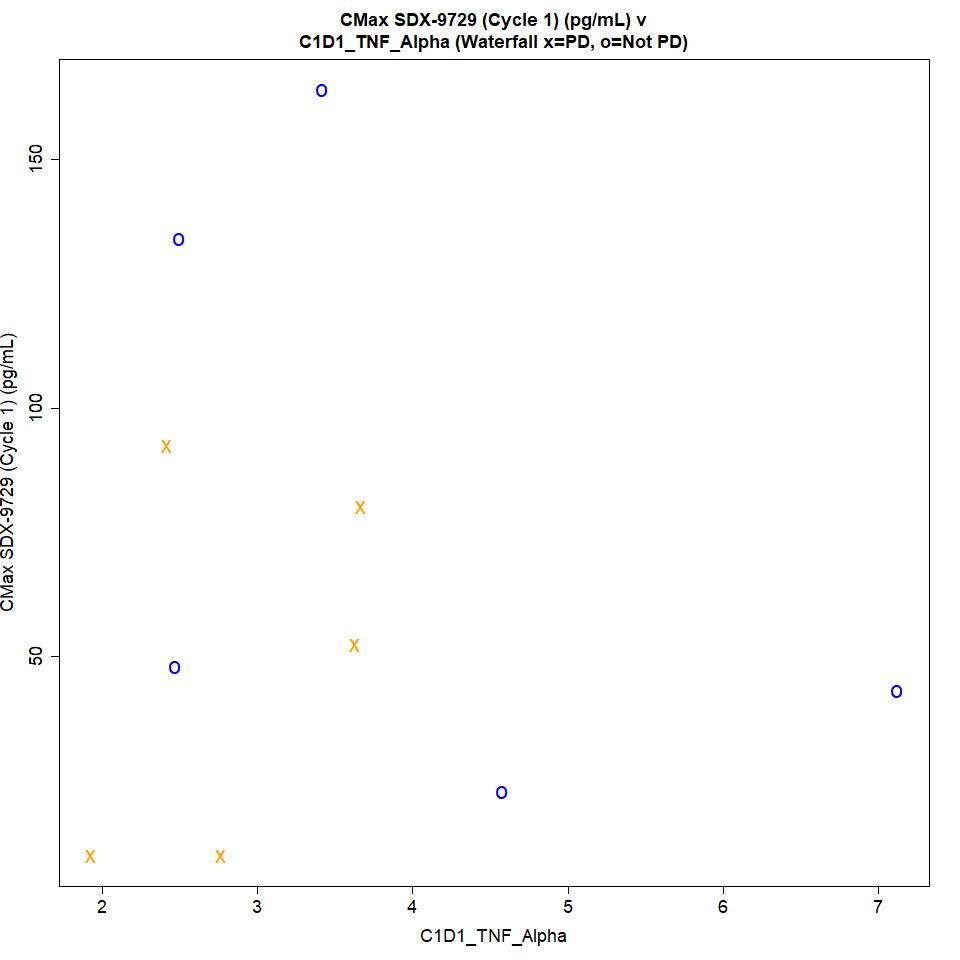 CMax SDX-9729 (Cycle 1) (pg/mL) v
C1D1_TNF_Alpha (Waterfall x=PD, o=Not PD)
CMax SDX-9729 (Cycle 1) (pg/mL)
150
100
50
o
o
x
x
x
o
o
o
x
x
2
3
4
5
6
7
C1D1_TNF_Alpha